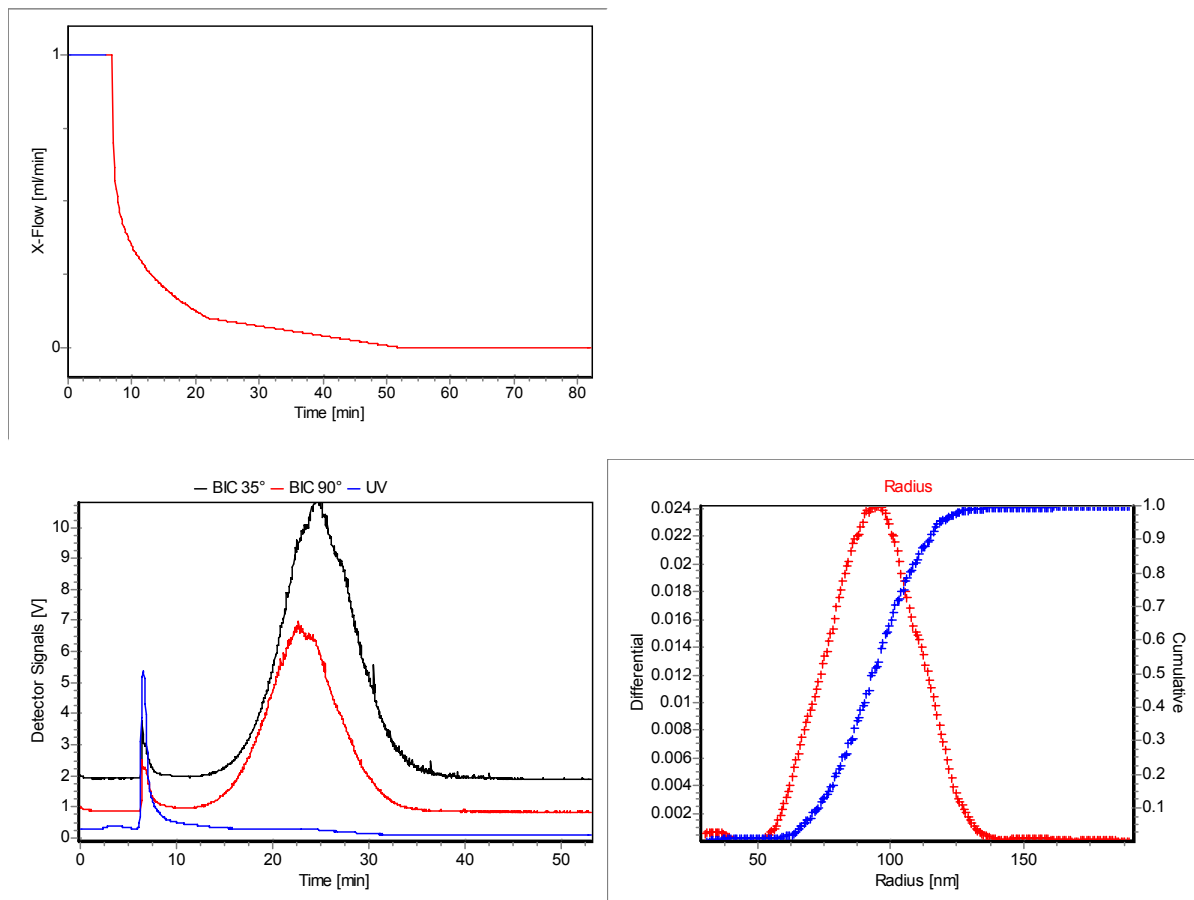 1
X-Flow [ml/min]
0
0 10 20 30 40 50 60 70 80
Time [min]
BIC 35° BIC 90° UV
10
9
8
7
6
5
4
3
2
1
0
Detector Signals [V]
0 10 20 30 40 50
Time [min]
Radius
0.024
0.022
0.02
0.018
0.016
0.014
0.012
0.01
0.008
0.006
0.004
0.002
Differential
1.0
0.9
0.8
0.7
0.6
0.5
0.4
0.3
0.2
0.1
Cumulative
50 100 150
Radius [nm]